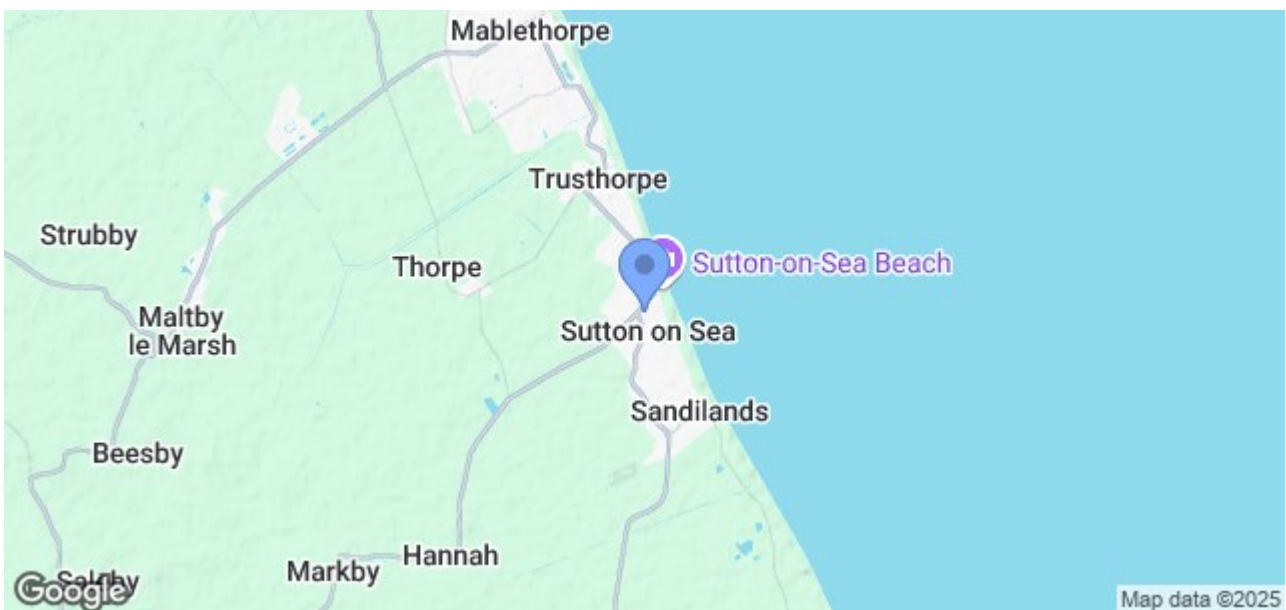 Mablethorpe
Trusthorpe
Strubby
Sutton-on-Sea Beach
Thorpe
Maltby
le Marsh
Sutton on Sea
Sandilands
Beesby
Hannah
Markby
Google
Map data ©2025